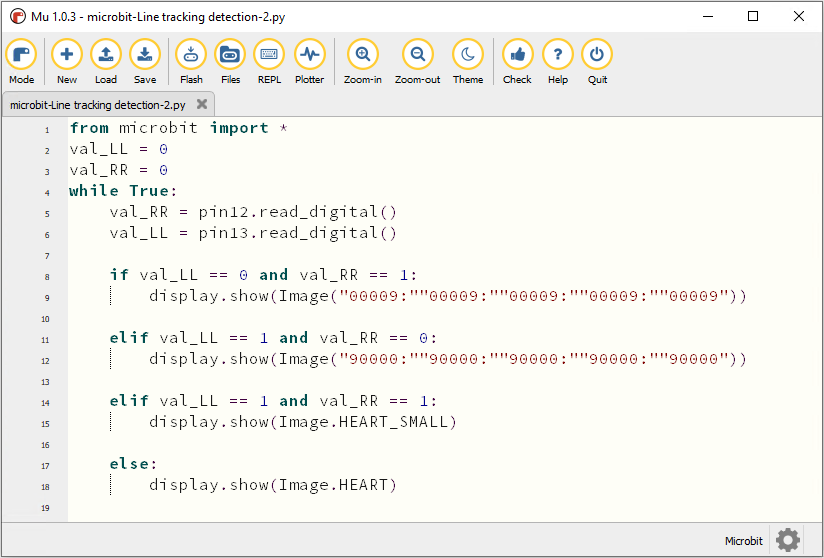 Mu 1.0.3 - microbit-Line tracking detection-2.py
Mode New Load Save Flash Files REPL Plotter Zoom-in Zoom-out Theme Check Help Quit
microbit-Line tracking detection-2.py
1 from microbit import *
2 val_LL = 0
3 val_RR = 0
4 while True:
5     val_RR = pin12.read_digital()
6     val_LL = pin13.read_digital()
7
8     if val_LL == 0 and val_RR == 1:
9         display.show(Image("00009:""00009:""00009:""00009:""00009"))
10
11     elif val_LL == 1 and val_RR == 0:
12         display.show(Image("90000:""90000:""90000:""90000:""90000"))
13
14     elif val_LL == 1 and val_RR == 1:
15         display.show(Image.HEART_SMALL)
16
17     else:
18         display.show(Image.HEART)
19
Microbit